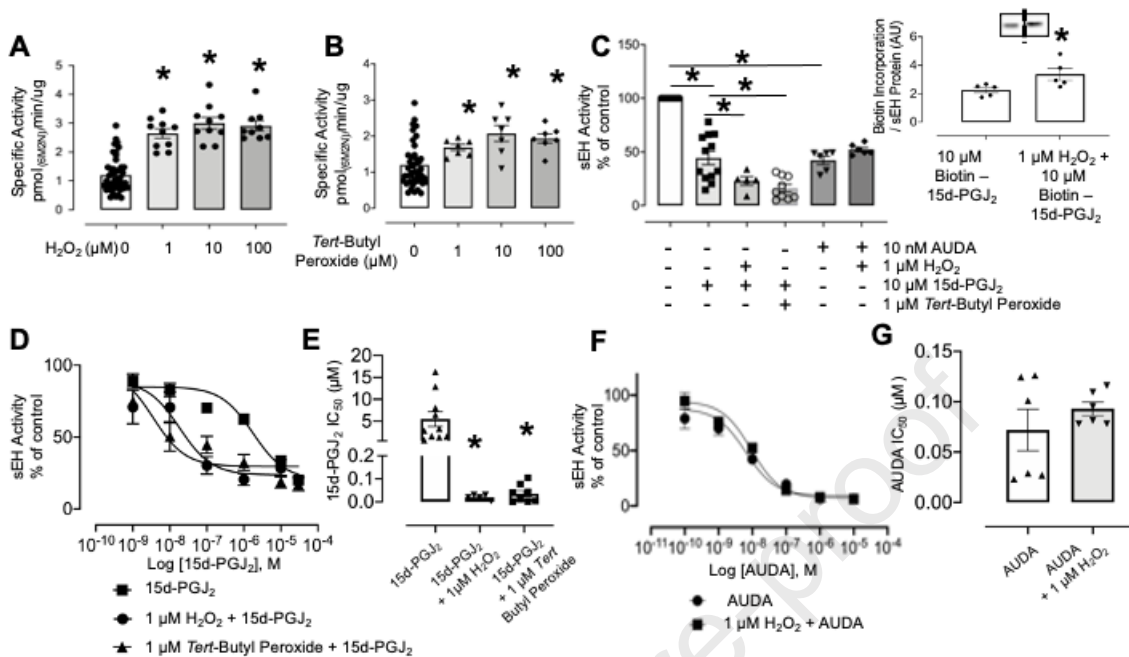 A
Specific Activity
pmol(6M2N)/min/ug
5
4
3
2
1
0
*
*
*
H₂O₂ (µM)
0
1
10
100
B
Specific Activity
pmol(6M2N)/min/ug
4
3
2
1
0
*
*
*
Tert-Butyl
Peroxide (µM)
0
1
10
100
C
sEH Activity
% of control
150
100
50
0
*
*
*
*
- - - - + + 10 nM AUDA
- - + - - + 1 µM H₂O₂
- + + + - - 10 µM 15d-PGJ₂
- - - + - - 1 µM Tert-Butyl Peroxide
Biotin Incorporation
/ sEH Protein (AU)
6
4
2
0
*
10 µM
Biotin –
15d-PGJ₂
1 µM H₂O₂ +
10 µM
Biotin –
15d-PGJ₂
D
sEH Activity
% of control
100
50
0
10⁻¹⁰ 10⁻⁹ 10⁻⁸ 10⁻⁷ 10⁻⁶ 10⁻⁵ 10⁻⁴
Log [15d-PGJ₂], M
15d-PGJ₂
1 µM H₂O₂ + 15d-PGJ₂
1 µM Tert-Butyl Peroxide + 15d-PGJ₂
E
15d-PGJ₂ IC₅₀ (µM)
20
15
10
5
0.2
0.1
0.0
*
*
15d-PGJ₂
15d-PGJ₂
+ 1µM H₂O₂
15d-PGJ₂
+ 1 µM Tert
Butyl Peroxide
F
sEH Activity
% of control
100
50
0
10⁻¹¹ 10⁻¹⁰ 10⁻⁹ 10⁻⁸ 10⁻⁷ 10⁻⁶ 10⁻⁵ 10⁻⁴
Log [AUDA], M
AUDA
1 µM H₂O₂ + AUDA
G
AUDA IC₅₀ (µM)
0.15
0.10
0.05
0.00
AUDA
AUDA
+ 1 µM H₂O₂
re-proof